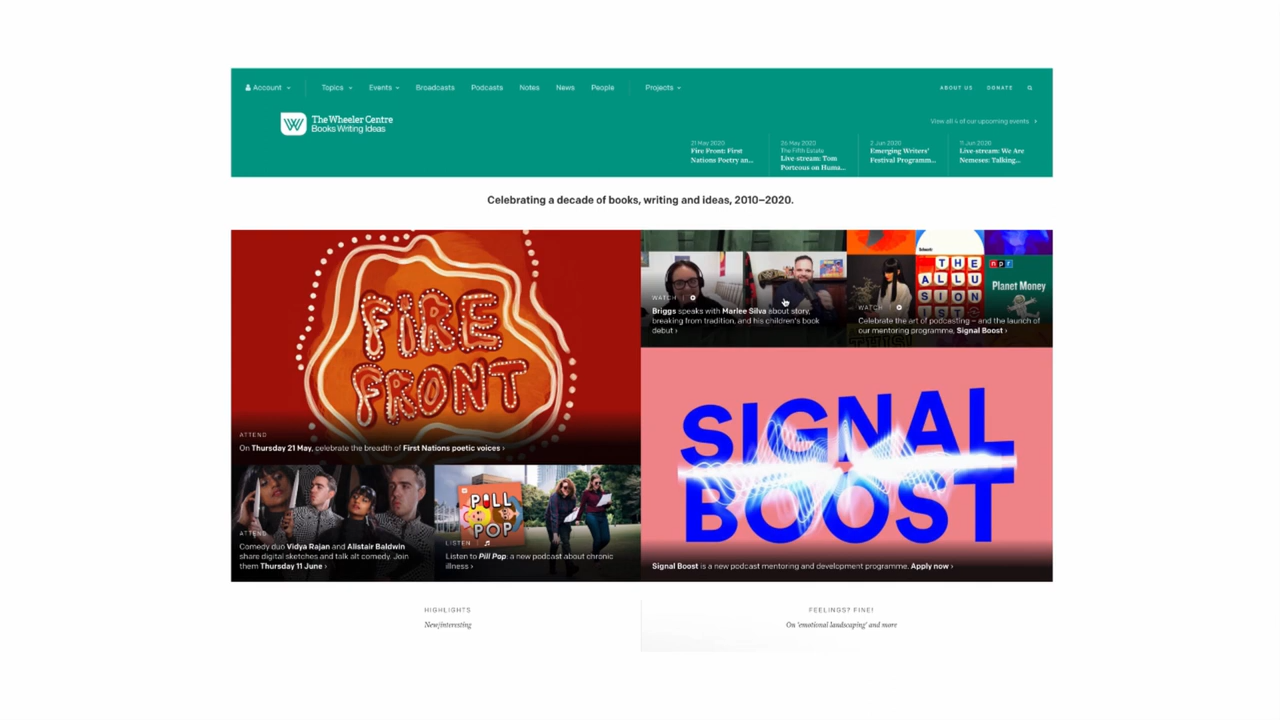 Account
Topics
Events
Broadcasts
Podcasts
Notes
News
People
Projects
ABOUT US
DONATE
The Wheeler Centre
Books Writing Ideas
View all 4 of our upcoming events ›
21 May 2020
Fire Front: First
Nations Poetry an...
26 May 2020
The Fifth Estate
Live-stream: Tom
Porteous on Huma...
2 Jun 2020
Emerging Writers'
Festival Programm...
11 Jun 2020
Live-stream: We Are
Nemeses: Talking...
Celebrating a decade of books, writing and ideas, 2010–2020.
FIRE
FRONT
ATTEND
On Thursday 21 May, celebrate the breadth of First Nations poetic voices ›
WATCH
Briggs speaks with Marlee Silva about story,
breaking from tradition, and his children's book
debut ›
THE
ALLU
SION
IST
npr
Planet Money
WATCH
Celebrate the art of podcasting – and the launch of
our mentoring programme, Signal Boost ›
SIGNAL
BOOST
Signal Boost is a new podcast mentoring and development programme. Apply now ›
ATTEND
Comedy duo Vidya Rajan and Alistair Baldwin
share digital sketches and talk alt comedy. Join
them Thursday 11 June ›
PILL
POP
LISTEN
Listen to Pill Pop: a new podcast about chronic
illness ›
HIGHLIGHTS
New/interesting
FEELINGS? FINE!
On 'emotional landscaping' and more